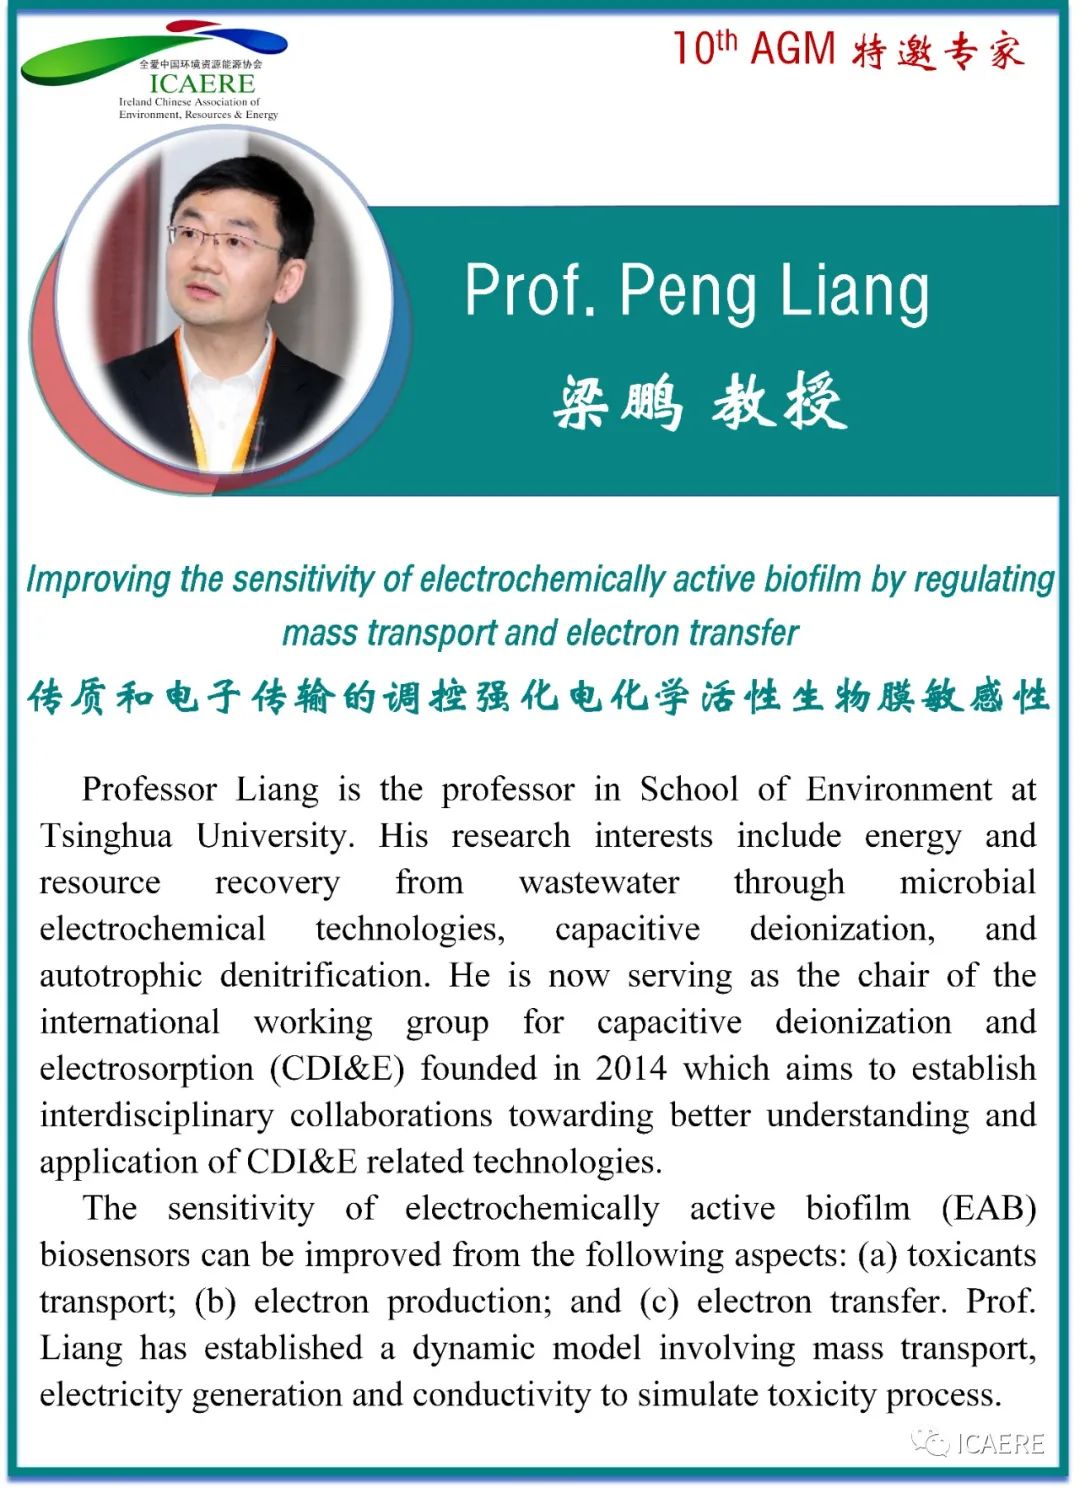 10th AGM 特邀专家
全爱中国环境资源能源协会
ICAERE
Ireland Chinese Association of
Environment, Resources & Energy
Prof. Peng Liang
梁鹏 教授
Improving the sensitivity of electrochemically active biofilm by regulating
mass transport and electron transfer
传质和电子传输的调控强化电化学活性生物膜敏感性
Professor Liang is the professor in School of Environment at
Tsinghua University. His research interests include energy and
resource recovery from wastewater through microbial
electrochemical technologies, capacitive deionization, and
autotrophic denitrification. He is now serving as the chair of the
international working group for capacitive deionization and
electrosorption (CDI&E) founded in 2014 which aims to establish
interdisciplinary collaborations towarding better understanding and
application of CDI&E related technologies.
The sensitivity of electrochemically active biofilm (EAB)
biosensors can be improved from the following aspects: (a) toxicants
transport; (b) electron production; and (c) electron transfer. Prof.
Liang has established a dynamic model involving mass transport,
electricity generation and conductivity to simulate toxicity process.
ICAERE